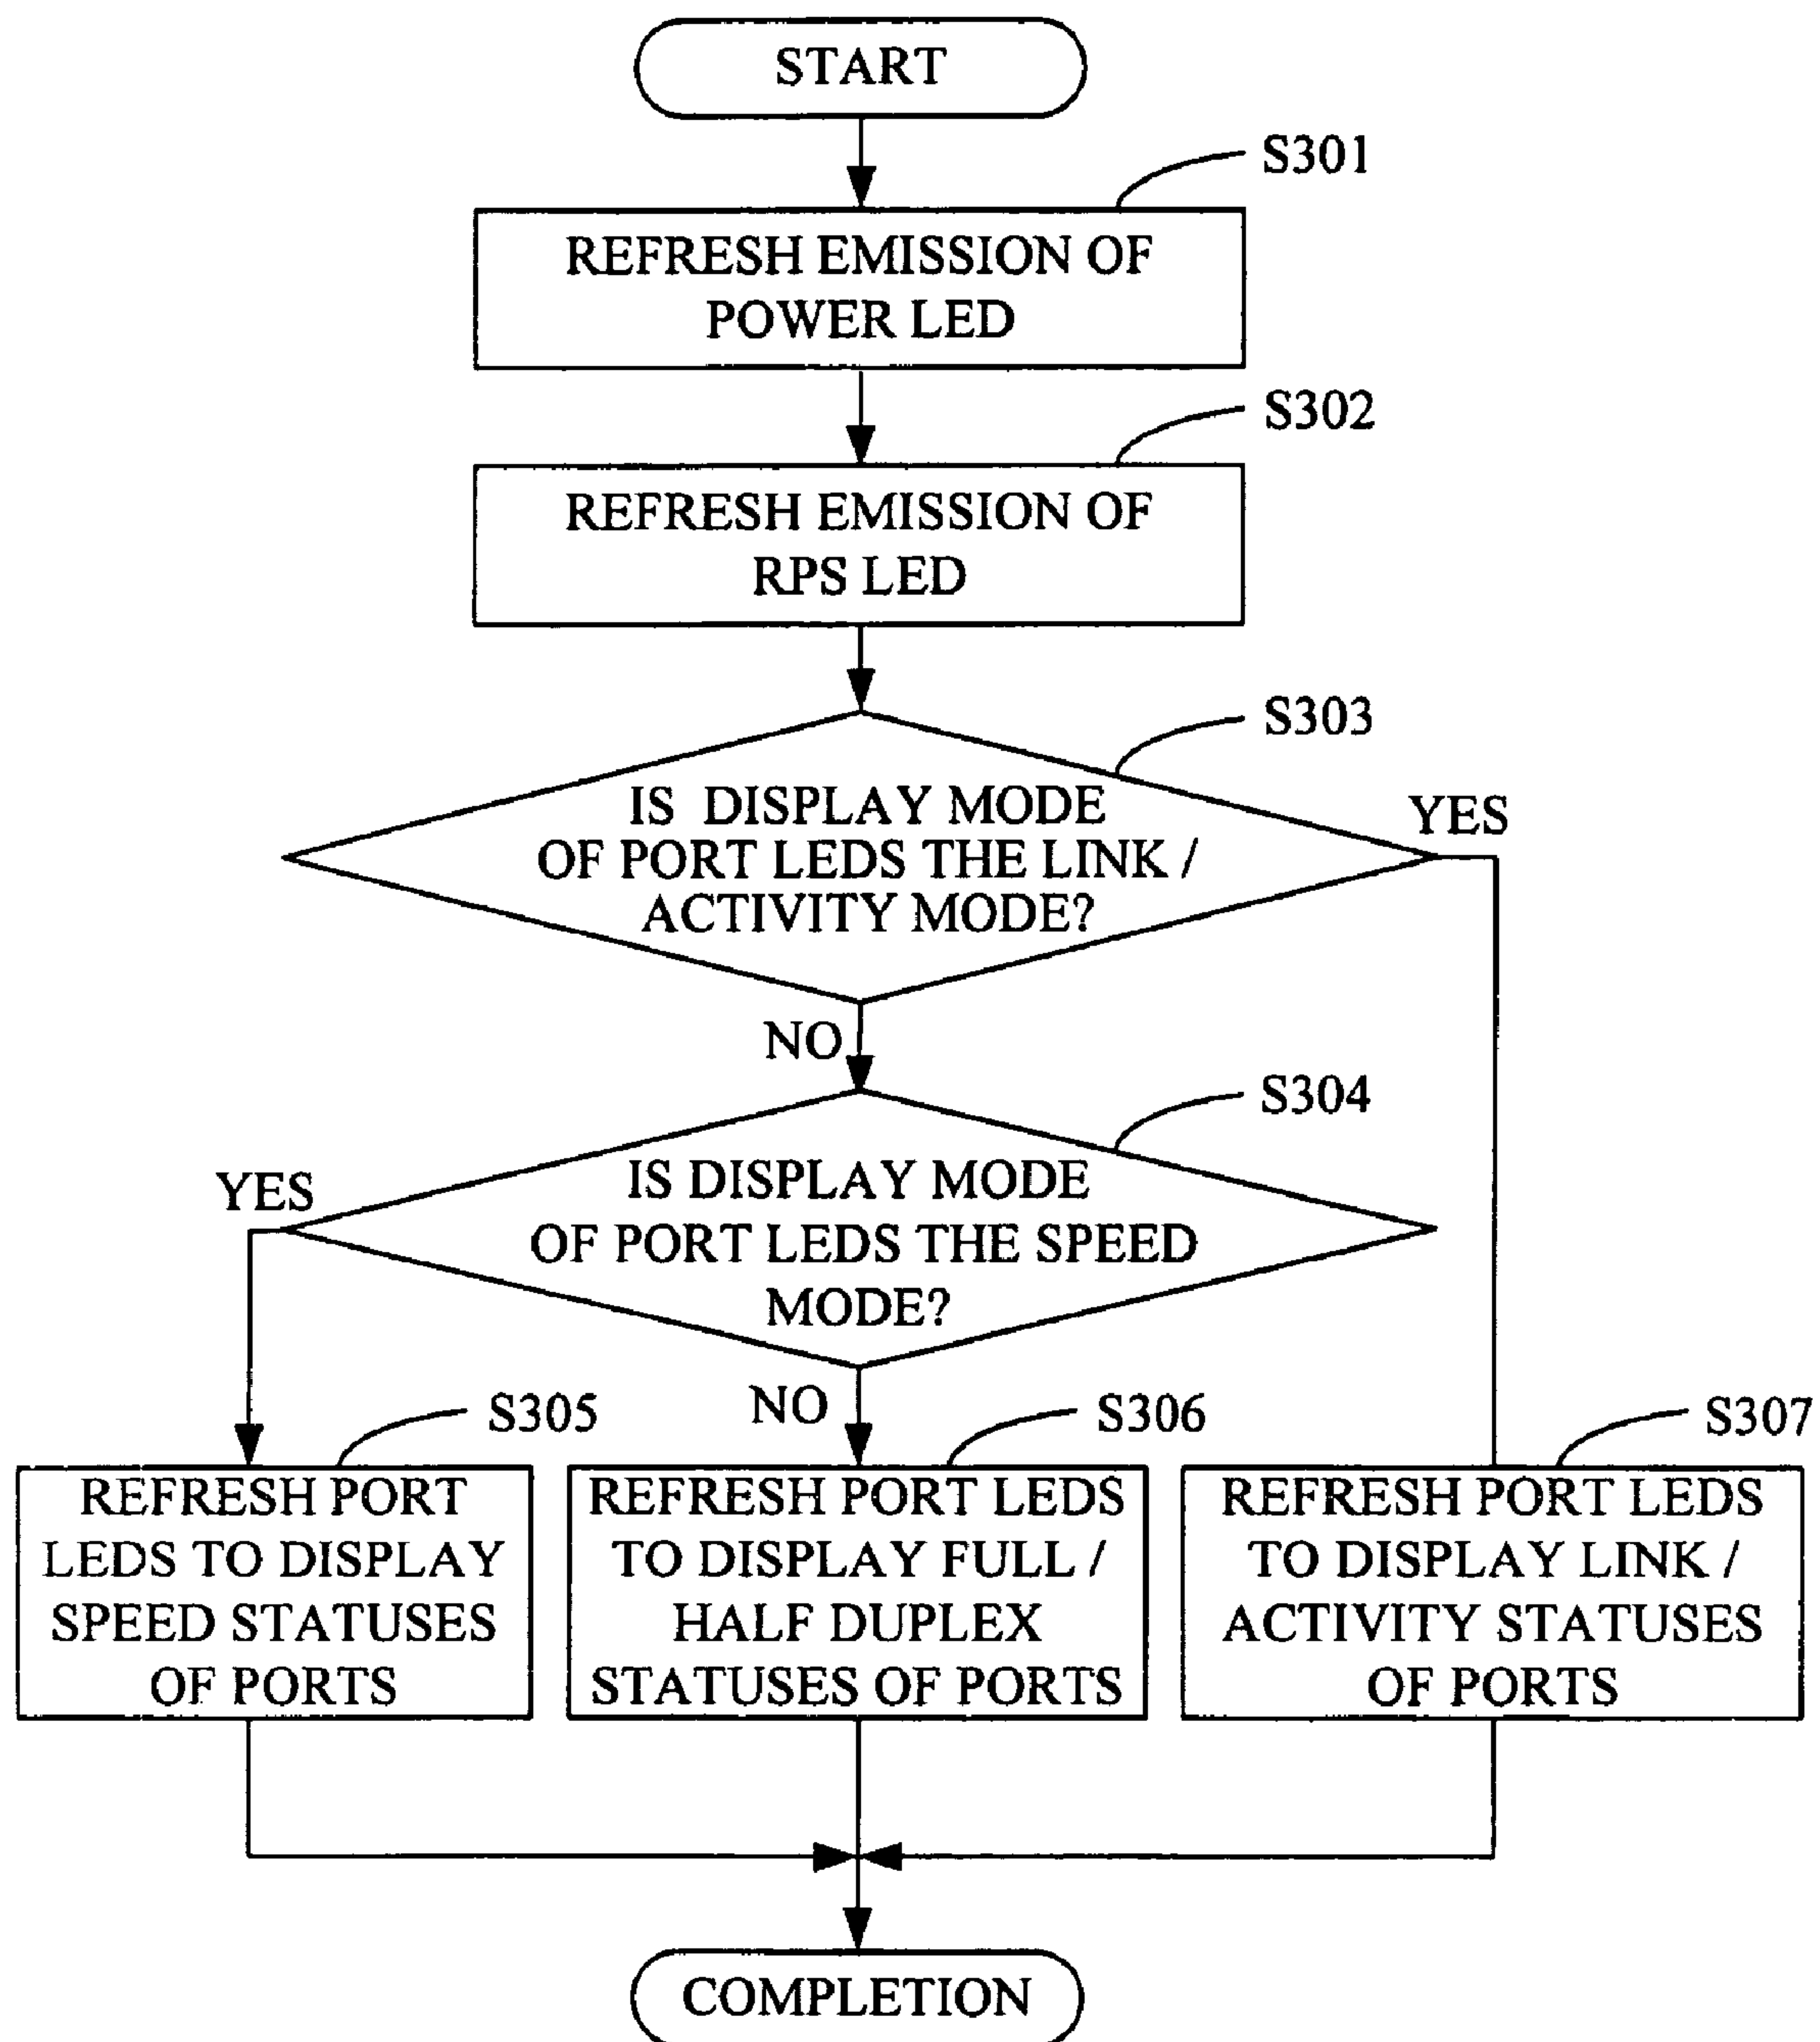 START
S301
REFRESH EMISSION OF
POWER LED
S302
REFRESH EMISSION OF
RPS LED
S303
IS DISPLAY MODE
OF PORT LEDS THE LINK /
ACTIVITY MODE?
YES
NO
S304
IS DISPLAY MODE
OF PORT LEDS THE SPEED
MODE?
YES
NO
S305
REFRESH PORT
LEDS TO DISPLAY
SPEED STATUSES
OF PORTS
S306
REFRESH PORT LEDS
TO DISPLAY FULL /
HALF DUPLEX
STATUSES OF PORTS
S307
REFRESH PORT LEDS
TO DISPLAY LINK /
ACTIVITY STATUSES
OF PORTS
COMPLETION